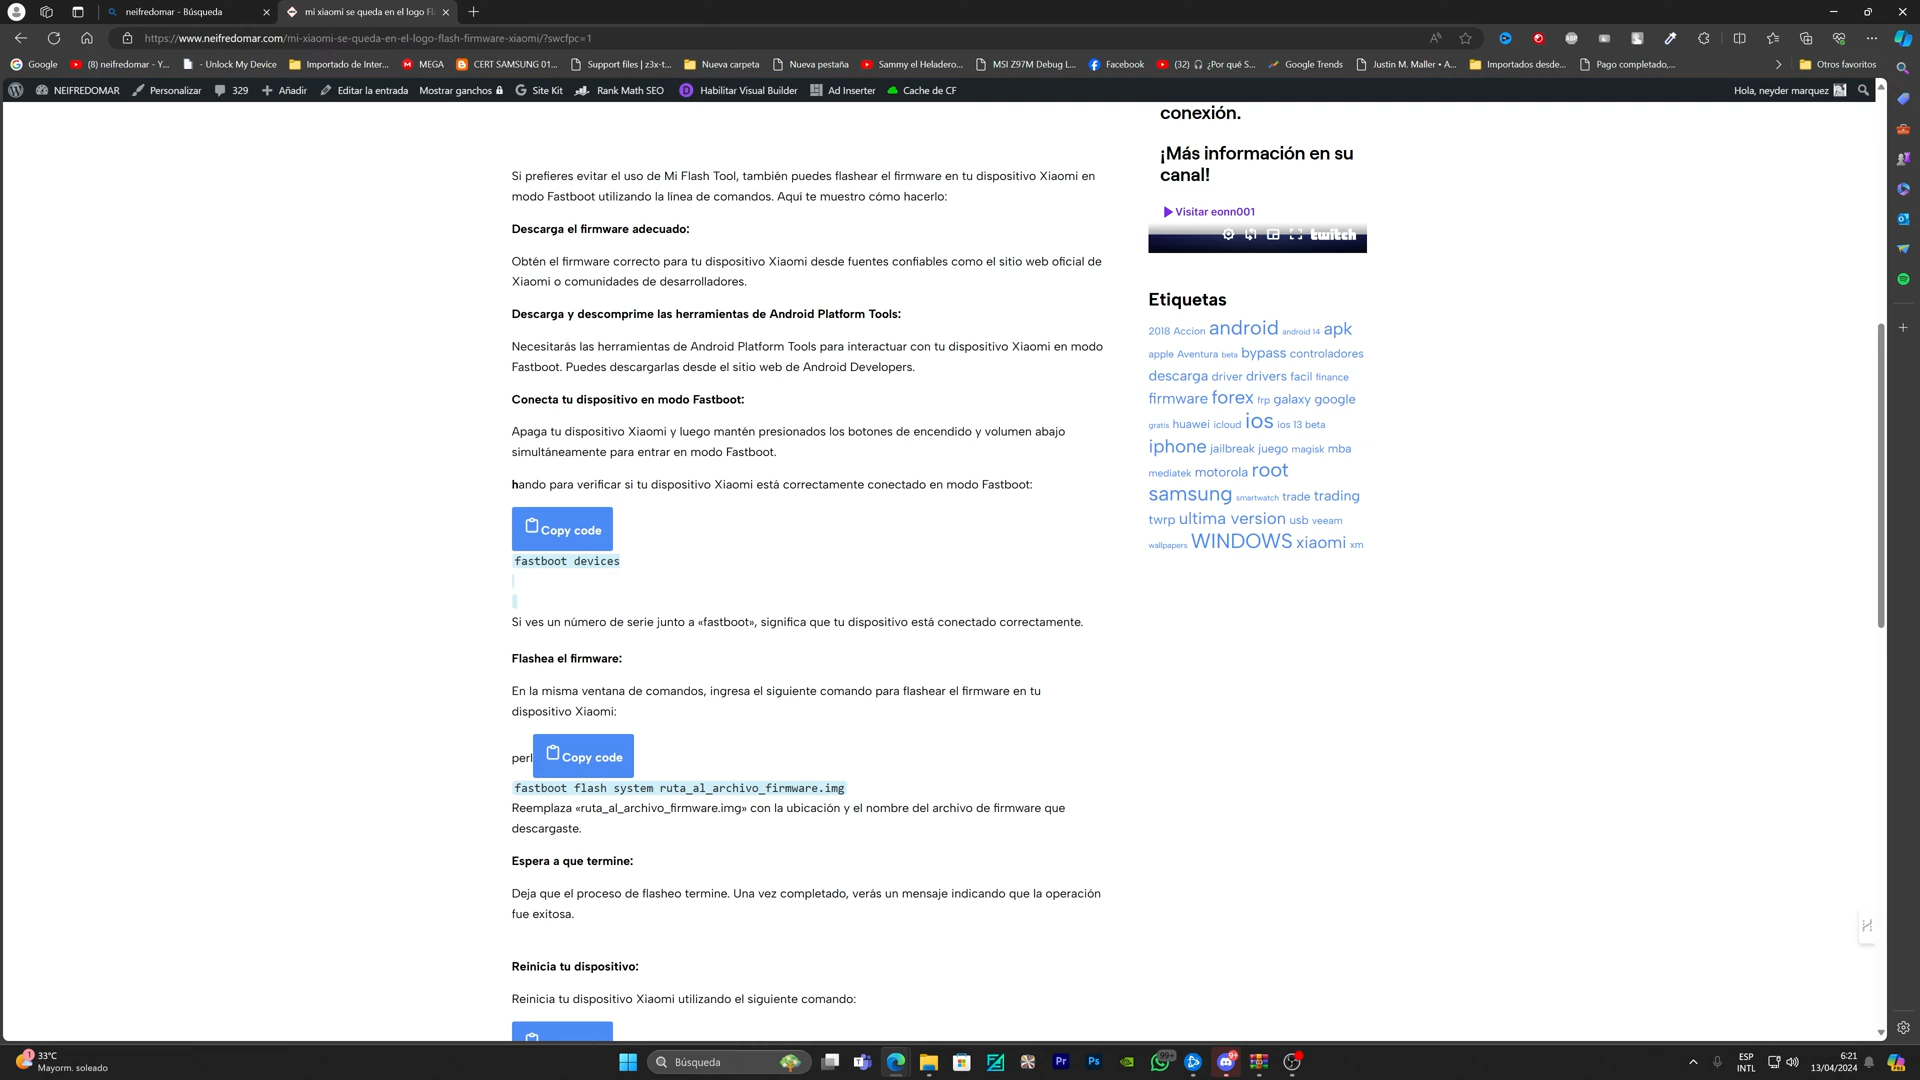 neifredomar - Búsqueda
mi xiaomi se queda en el logo Fl
https://www.neifredomar.com/mi-xiaomi-se-queda-en-el-logo-flash-firmware-xiaomi/?swcfpc=1
Google
(8) neifredomar - Y...
- Unlock My Device
Importado de Inter...
MEGA
CERT SAMSUNG 01...
Support files | z3x-t...
Nueva carpeta
Nueva pestaña
Sammy el Heladero...
MSI Z97M Debug L...
Facebook
(32) ¿Por qué S...
Google Trends
Justin M. Maller • A...
Importados desde...
Pago completado,...
Otros favoritos
NEIFREDOMAR
Personalizar
329
Añadir
Editar la entrada
Mostrar ganchos
Site Kit
Rank Math SEO
Habilitar Visual Builder
Ad Inserter
Cache de CF
Hola, neyder marquez
Si prefieres evitar el uso de Mi Flash Tool, también puedes flashear el firmware en tu dispositivo Xiaomi en
modo Fastboot utilizando la línea de comandos. Aquí te muestro cómo hacerlo:
Descarga el firmware adecuado:
Obtén el firmware correcto para tu dispositivo Xiaomi desde fuentes confiables como el sitio web oficial de
Xiaomi o comunidades de desarrolladores.
Descarga y descomprime las herramientas de Android Platform Tools:
Necesitarás las herramientas de Android Platform Tools para interactuar con tu dispositivo Xiaomi en modo
Fastboot. Puedes descargarlas desde el sitio web de Android Developers.
Conecta tu dispositivo en modo Fastboot:
Apaga tu dispositivo Xiaomi y luego mantén presionados los botones de encendido y volumen abajo
simultáneamente para entrar en modo Fastboot.
hando para verificar si tu dispositivo Xiaomi está correctamente conectado en modo Fastboot:
Copy code
fastboot devices
Si ves un número de serie junto a «fastboot», significa que tu dispositivo está conectado correctamente.
Flashea el firmware:
En la misma ventana de comandos, ingresa el siguiente comando para flashear el firmware en tu
dispositivo Xiaomi:
perl Copy code
fastboot flash system ruta_al_archivo_firmware.img
Reemplaza «ruta_al_archivo_firmware.img» con la ubicación y el nombre del archivo de firmware que
descargaste.
Espera a que termine:
Deja que el proceso de flasheo termine. Una vez completado, verás un mensaje indicando que la operación
fue exitosa.
Reinicia tu dispositivo:
Reinicia tu dispositivo Xiaomi utilizando el siguiente comando:
conexión.
¡Más información en su
canal!
Visitar eonn001
twitch
Etiquetas
2018 Accion android android 14 apk
apple Aventura beta bypass controladores
descarga driver drivers facil finance
firmware forex frp galaxy google
gratis huawei icloud ios ios 13 beta
iphone jailbreak juego magisk mba
mediatek motorola root
samsung smartwatch trade trading
twrp ultima version usb veeam
wallpapers WINDOWS xiaomi xm
1
33°C
Mayorm. soleado
Búsqueda
Pr
Ps
99+
ESP
INTL
6:21
13/04/2024